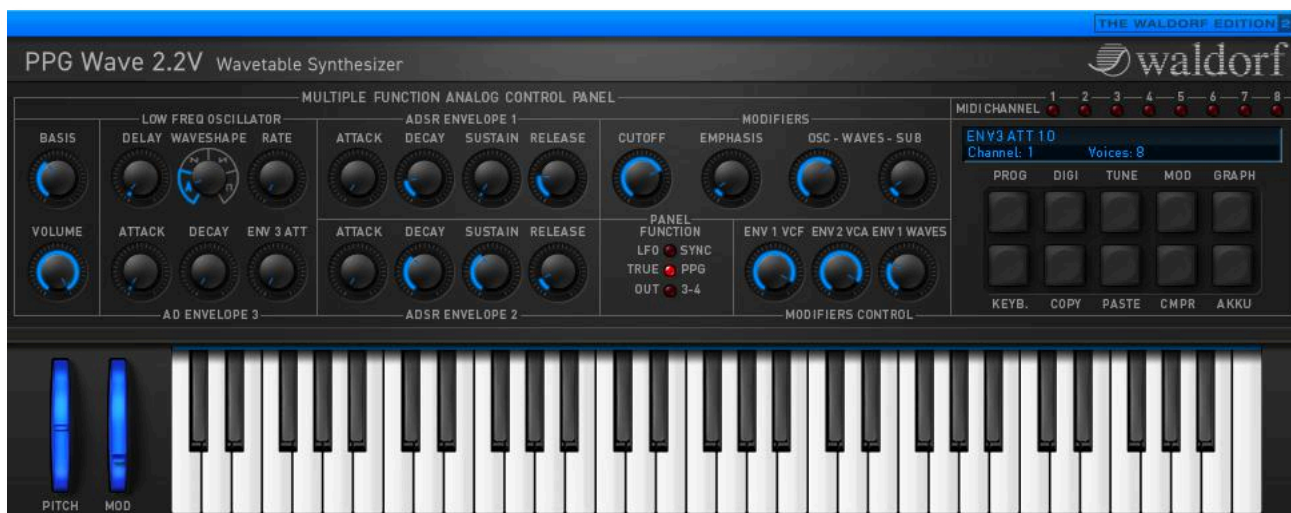 THE WALDORF EDITION 2
PPG Wave 2.2V Wavetable Synthesizer
waldorf
MULTIPLE FUNCTION ANALOG CONTROL PANEL
MIDI CHANNEL 1 2 3 4 5 6 7 8
LOW FREQ OSCILLATOR ADSR ENVELOPE 1 MODIFIERS
BASIS DELAY WAVESHAPE RATE ATTACK DECAY SUSTAIN RELEASE CUTOFF EMPHASIS OSC - WAVES - SUB
ENV3 ATT 10
Channel: 1 Voices: 8
PROG DIGI TUNE MOD GRAPH
PANEL
FUNCTION
VOLUME ATTACK DECAY ENV 3 ATT ATTACK DECAY SUSTAIN RELEASE ENV 1 VCF ENV 2 VCA ENV 1 WAVES
LFO SYNC
TRUE PPG
OUT 3-4
KEYB. COPY PASTE CMPR AKKU
AD ENVELOPE 3 ADSR ENVELOPE 2 MODIFIERS CONTROL
PITCH MOD